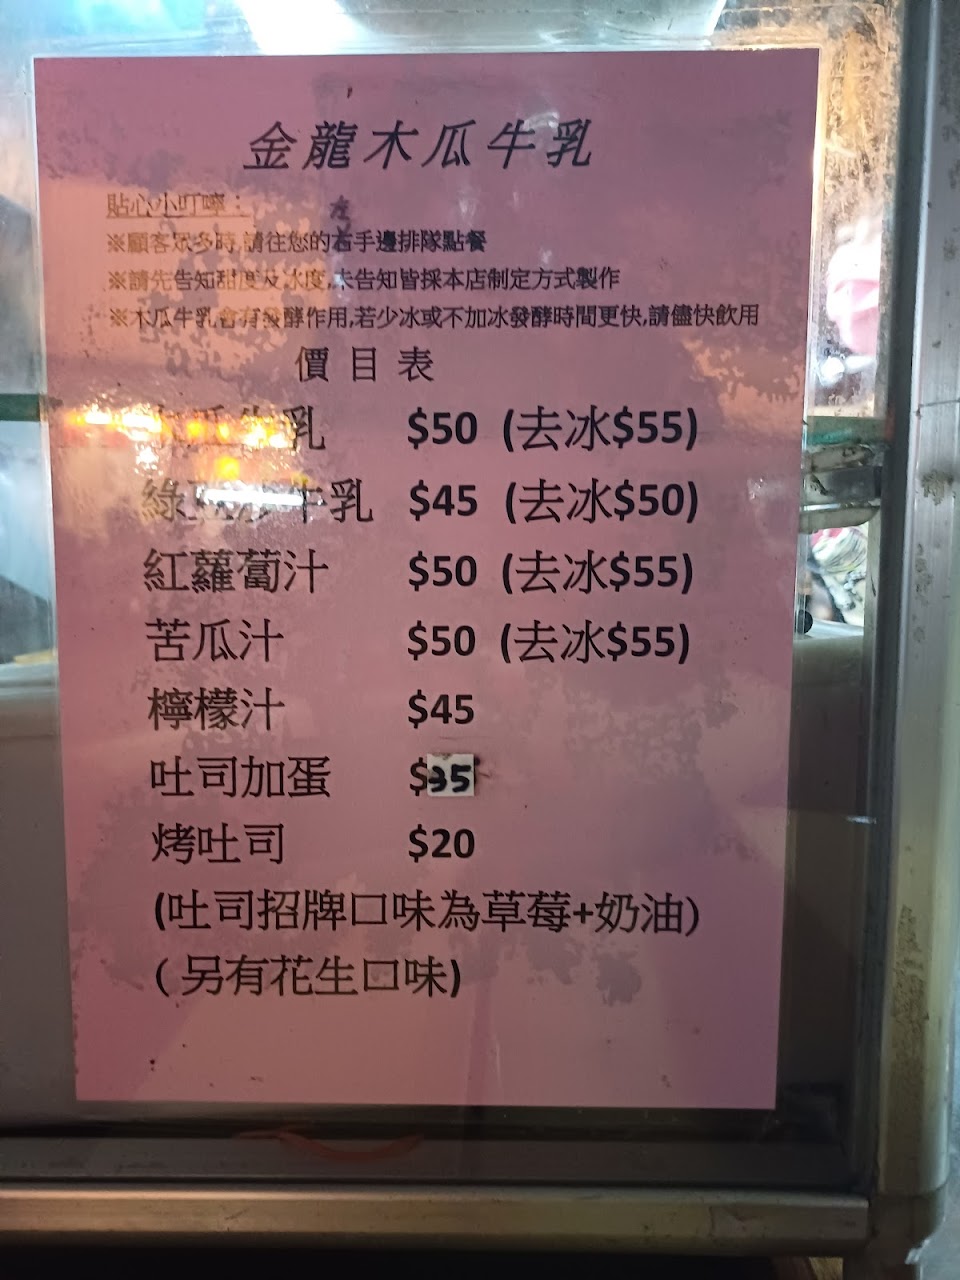 金龍木瓜牛乳
貼心小叮嚀：
左
※顧客眾多時,請往您的右手邊排隊點餐
※請先告知甜度及冰度,未告知皆採本店制定方式製作
※木瓜牛乳會有發酵作用,若少冰或不加冰發酵時間更快,請儘快飲用
價目表
木瓜牛乳 $50 (去冰$55)
綠豆沙牛乳 $45 (去冰$50)
紅蘿蔔汁 $50 (去冰$55)
苦瓜汁 $50 (去冰$55)
檸檬汁 $45
吐司加蛋 $35
烤吐司 $20
(吐司招牌口味為草莓+奶油)
(另有花生口味)